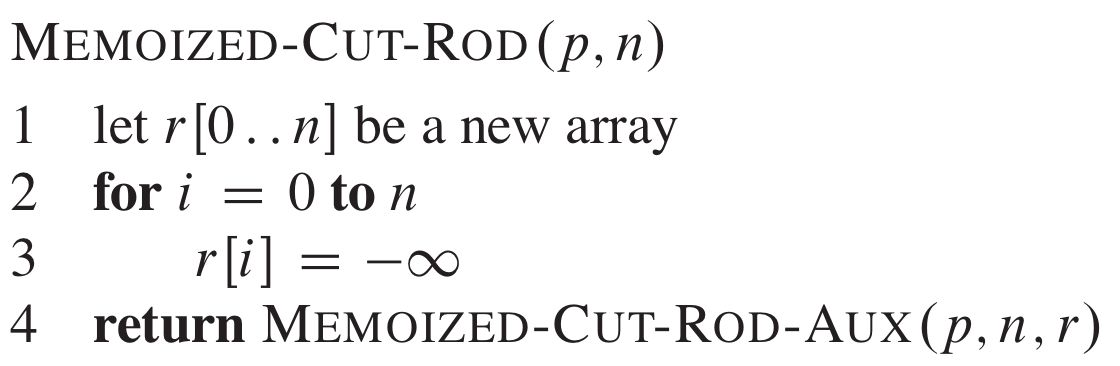 MEMOIZED-CUT-ROD(p, n)
1 let r[0..n] be a new array
2 for i = 0 to n
3 r[i] = −∞
4 return MEMOIZED-CUT-ROD-AUX(p, n, r)